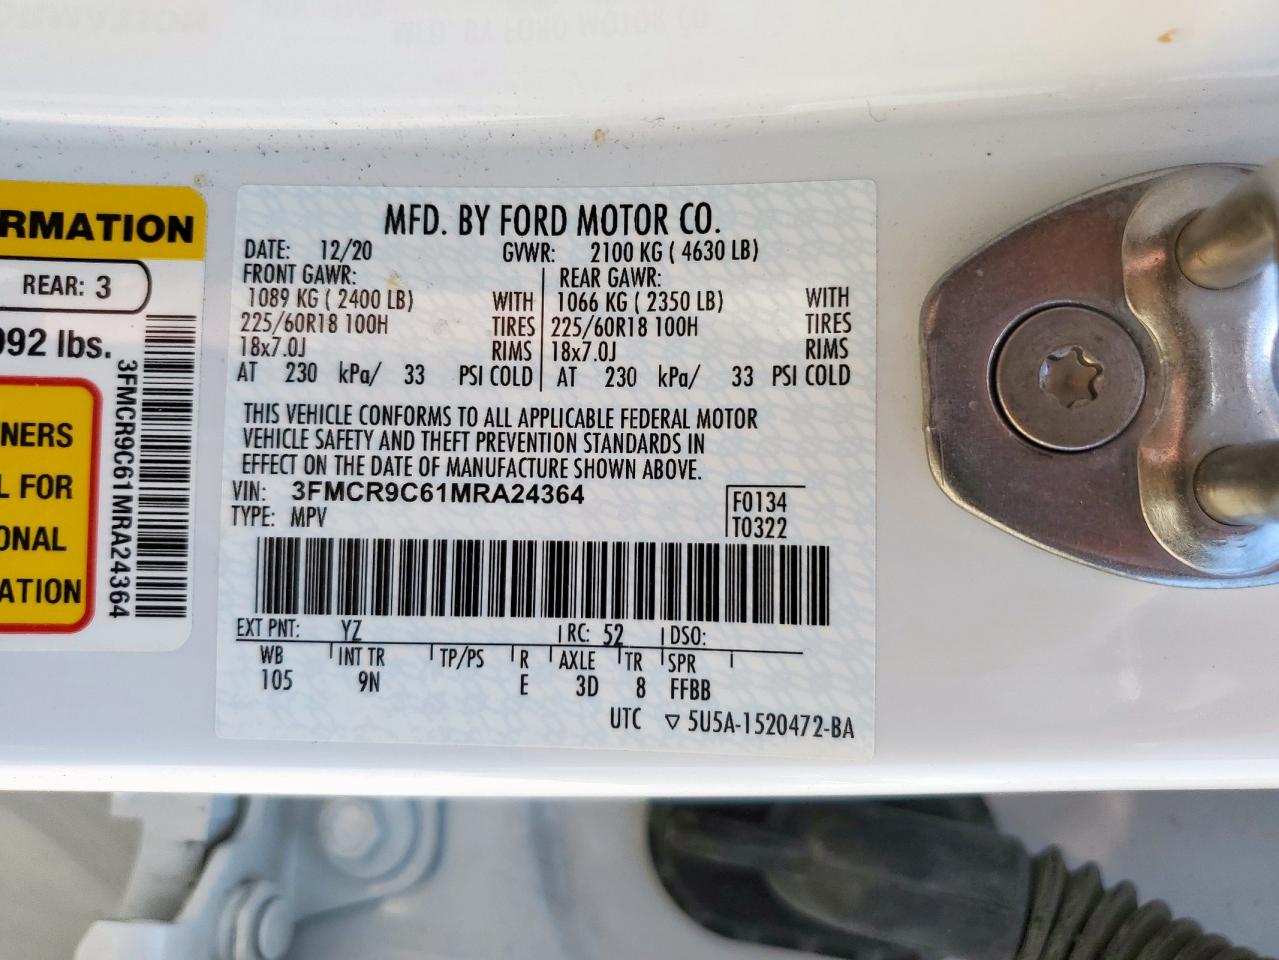 MFD. BY FORD MOTOR CO.
RMATION
REAR: 3
992 lbs.
3FMCR9C61MRA24364
NERS
L FOR
ONAL
ATION
MFD. BY FORD MOTOR CO.
DATE: 12/20 GVWR: 2100 KG ( 4630 LB)
FRONT GAWR: REAR GAWR:
1089 KG ( 2400 LB) WITH 1066 KG ( 2350 LB) WITH
225/60R18 100H TIRES 225/60R18 100H TIRES
18x7.0J RIMS 18x7.0J RIMS
AT 230 kPa/ 33 PSI COLD AT 230 kPa/ 33 PSI COLD
THIS VEHICLE CONFORMS TO ALL APPLICABLE FEDERAL MOTOR
VEHICLE SAFETY AND THEFT PREVENTION STANDARDS IN
EFFECT ON THE DATE OF MANUFACTURE SHOWN ABOVE.
VIN: 3FMCR9C61MRA24364 F0134
TYPE: MPV T0322
EXT PNT: YZ RC: 52 DSO:
WB INT TR TP/PS R AXLE TR SPR
105 9N E 3D 8 FFBB
UTC ▽ 5U5A-1520472-BA